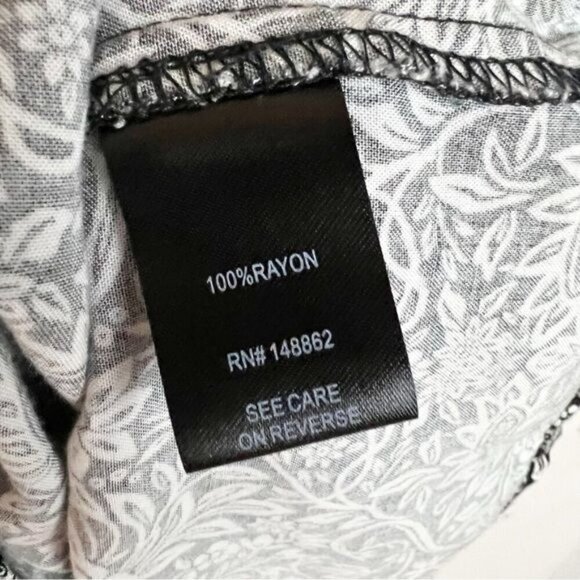 100%RAYON
RN# 148862
SEE CARE
ON REVERSE